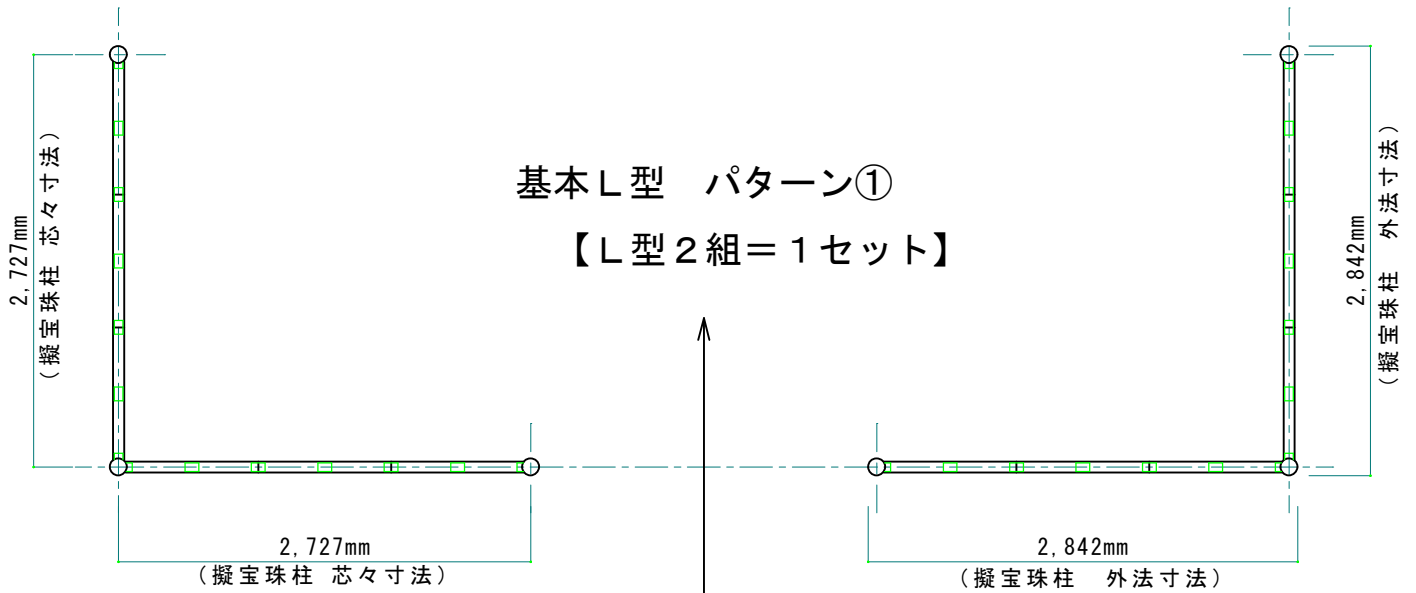 基本Ｌ型　パターン①
【Ｌ型２組＝１セット】
2,727mm
（擬宝珠柱 芯々寸法）
2,842mm
（擬宝珠柱　外法寸法）
2,727mm
（擬宝珠柱 芯々寸法）
2,842mm
（擬宝珠柱　外法寸法）